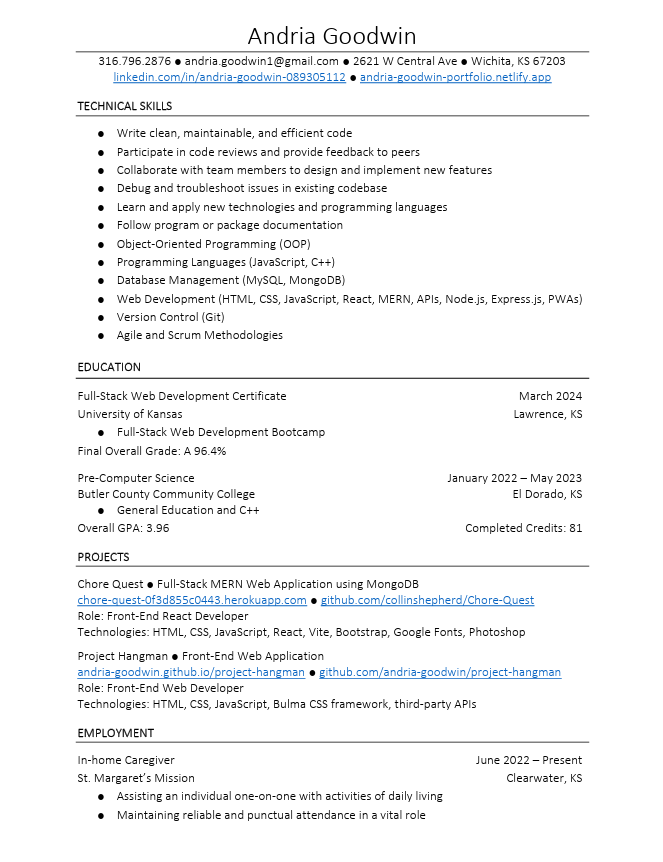 Andria Goodwin
316.796.2876 ● andria.goodwin1@gmail.com ● 2621 W Central Ave ● Wichita, KS 67203
linkedin.com/in/andria-goodwin-089305112 ● andria-goodwin-portfolio.netlify.app
TECHNICAL SKILLS
● Write clean, maintainable, and efficient code
● Participate in code reviews and provide feedback to peers
● Collaborate with team members to design and implement new features
● Debug and troubleshoot issues in existing codebase
● Learn and apply new technologies and programming languages
● Follow program or package documentation
● Object-Oriented Programming (OOP)
● Programming Languages (JavaScript, C++)
● Database Management (MySQL, MongoDB)
● Web Development (HTML, CSS, JavaScript, React, MERN, APIs, Node.js, Express.js, PWAs)
● Version Control (Git)
● Agile and Scrum Methodologies
EDUCATION
Full-Stack Web Development Certificate March 2024
University of Kansas Lawrence, KS
● Full-Stack Web Development Bootcamp
Final Overall Grade: A 96.4%
Pre-Computer Science January 2022 – May 2023
Butler County Community College El Dorado, KS
● General Education and C++
Overall GPA: 3.96 Completed Credits: 81
PROJECTS
Chore Quest ● Full-Stack MERN Web Application using MongoDB
chore-quest-0f3d855c0443.herokuapp.com ● github.com/collinshepherd/Chore-Quest
Role: Front-End React Developer
Technologies: HTML, CSS, JavaScript, React, Vite, Bootstrap, Google Fonts, Photoshop
Project Hangman ● Front-End Web Application
andria-goodwin.github.io/project-hangman ● github.com/andria-goodwin/project-hangman
Role: Front-End Web Developer
Technologies: HTML, CSS, JavaScript, Bulma CSS framework, third-party APIs
EMPLOYMENT
In-home Caregiver June 2022 – Present
St. Margaret’s Mission Clearwater, KS
● Assisting an individual one-on-one with activities of daily living
● Maintaining reliable and punctual attendance in a vital role